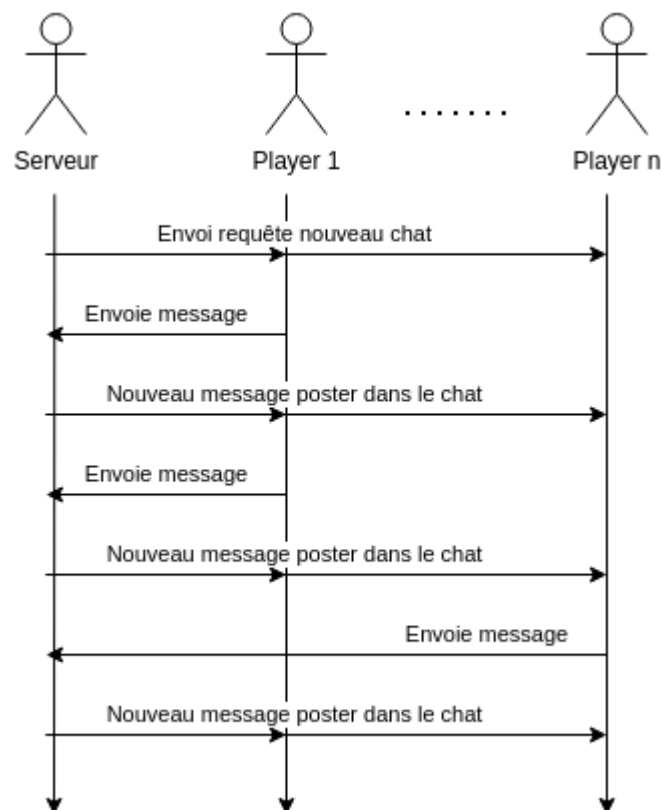 Serveur
Player 1
Player n
Envoi requête nouveau chat
Envoie message
Nouveau message poster dans le chat
Envoie message
Nouveau message poster dans le chat
Envoie message
Nouveau message poster dans le chat